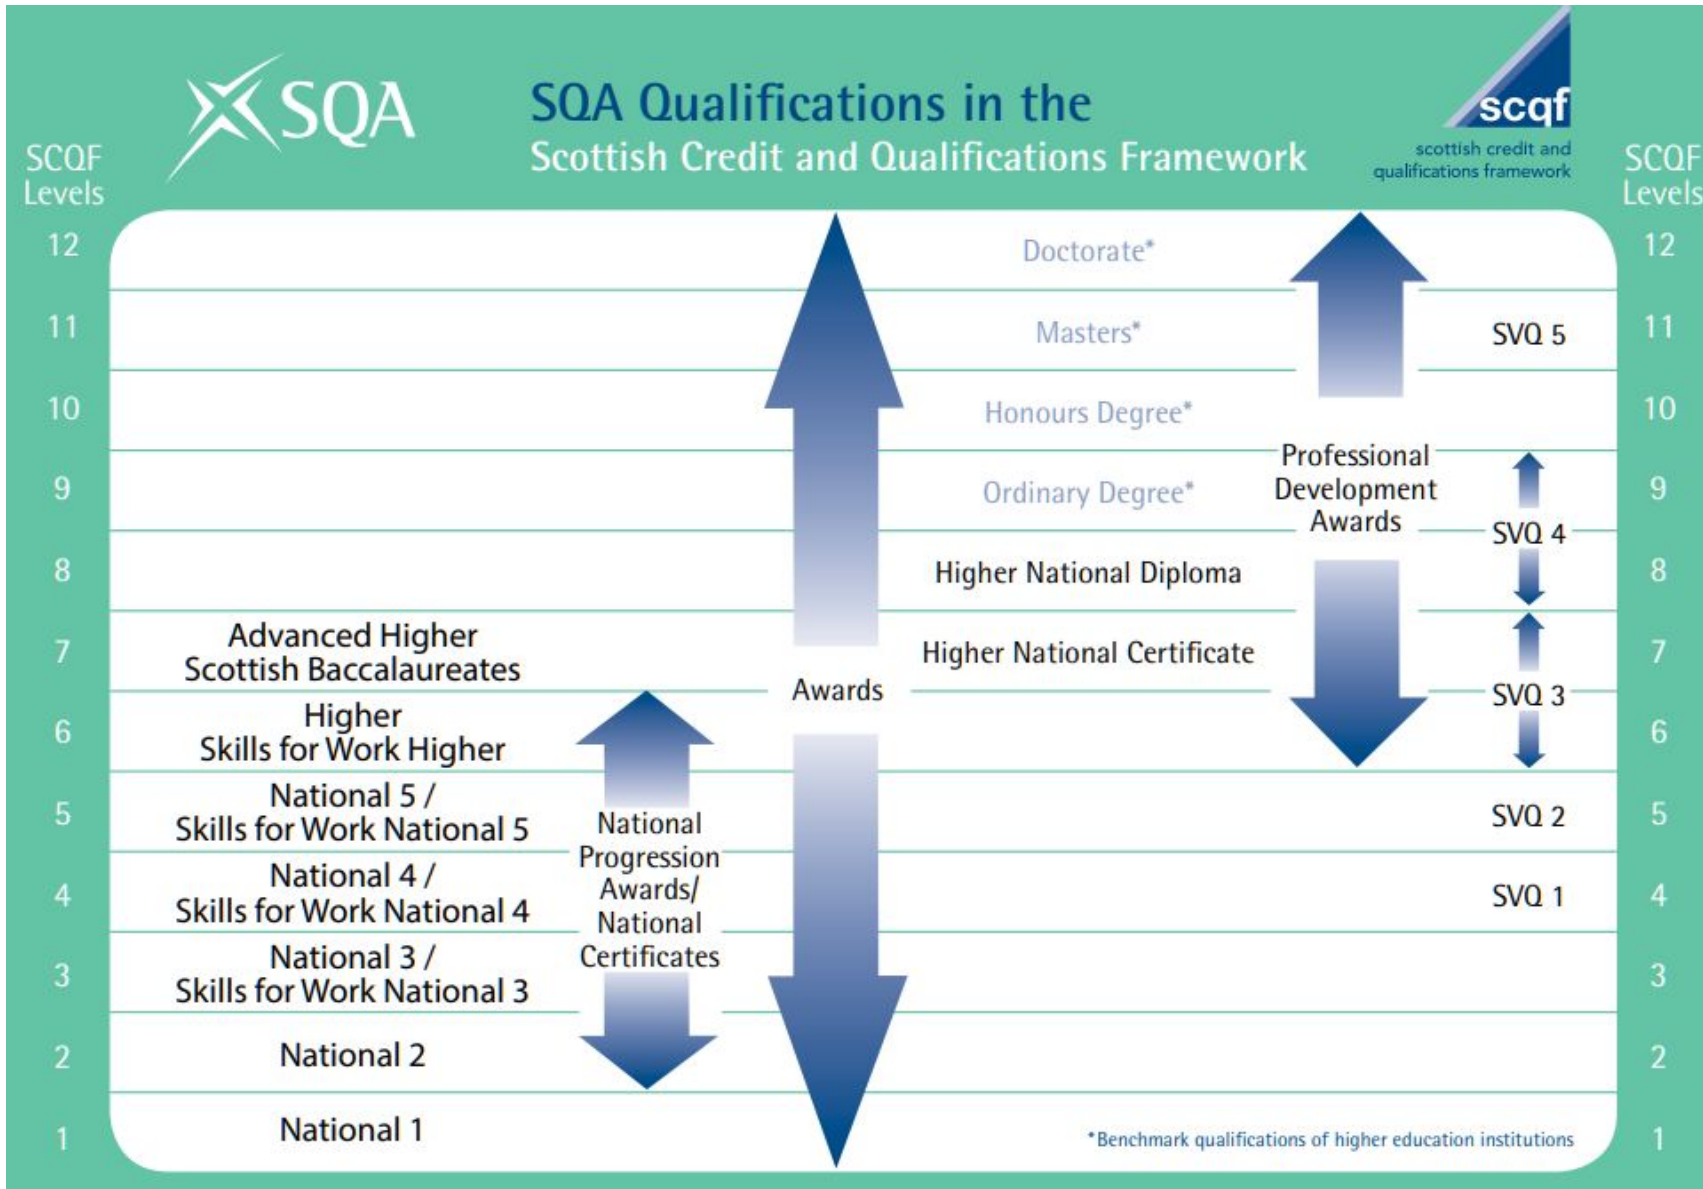 SQA
SQA Qualifications in the
Scottish Credit and Qualifications Framework
scqf
scottish credit and
qualifications framework
SCQF
Levels
SCQF
Levels
12
Doctorate*
12
11
Masters*
SVQ 5
11
10
Honours Degree*
10
9
Ordinary Degree*
Professional
Development
Awards
9
SVQ 4
8
Higher National Diploma
8
7
Advanced Higher
Scottish Baccalaureates
Higher National Certificate
7
Awards
SVQ 3
6
Higher
Skills for Work Higher
6
5
National 5 /
Skills for Work National 5
SVQ 2
5
National
Progression
Awards/
National
Certificates
4
National 4 /
Skills for Work National 4
SVQ 1
4
3
National 3 /
Skills for Work National 3
3
2
National 2
2
1
National 1
*Benchmark qualifications of higher education institutions
1